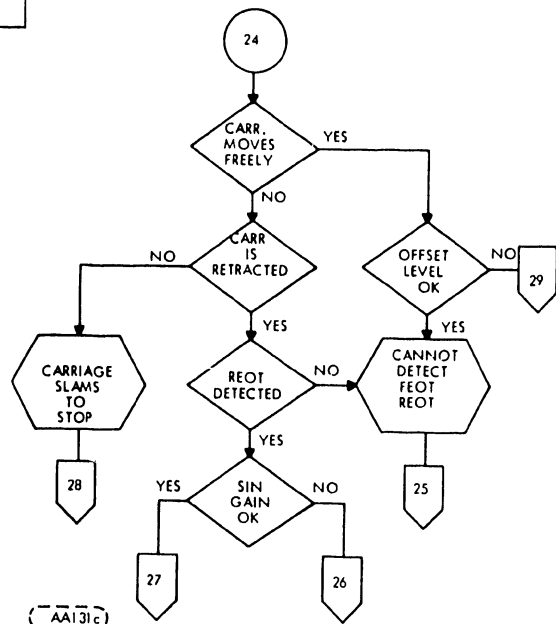 24
CARR.
MOVES
FREELY
YES
NO
CARR
IS
RETRACTED
NO
YES
OFFSET
LEVEL
OK
NO
29
YES
CARRIAGE
SLAMS
TO
STOP
28
REOT
DETECTED
NO
YES
CANNOT
DETECT
FEOT
REOT
25
SIN
GAIN
OK
YES
NO
27
26
AA131c